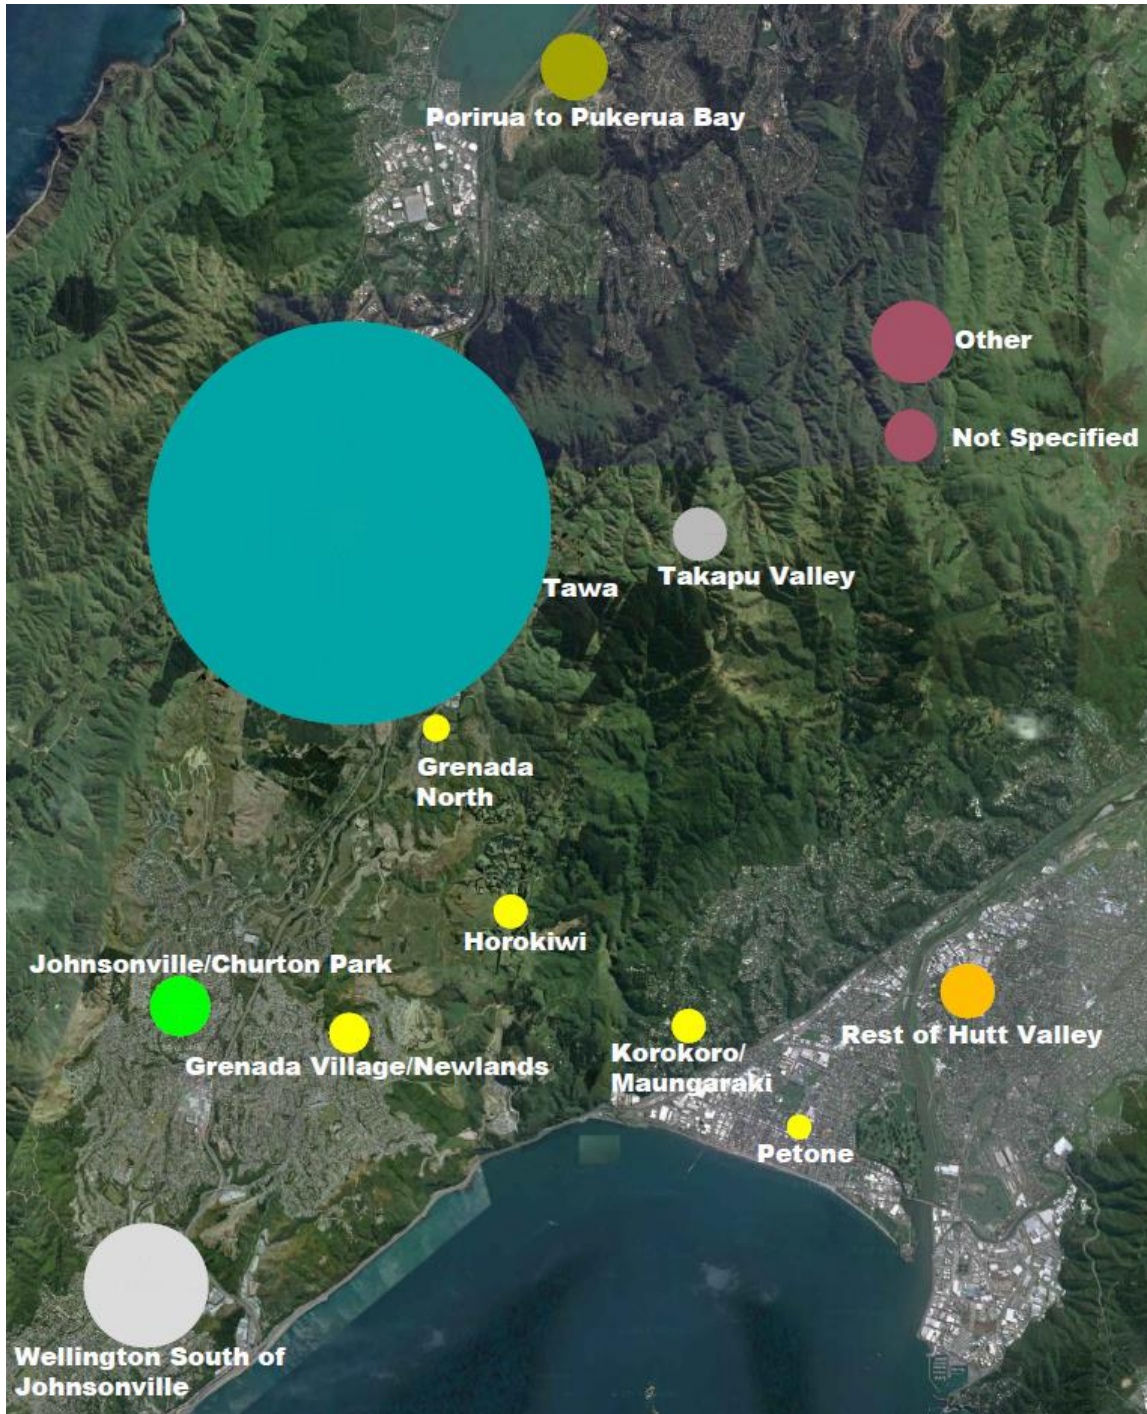 Porirua to Pukerua Bay
Other
Not Specified
Takapu Valley
Tawa
Grenada
North
Horokiwi
Johnsonville/Churton Park
Grenada Village/Newlands
Korokoro/
Maungaraki
Rest of Hutt Valley
Petone
Wellington South of
Johnsonville